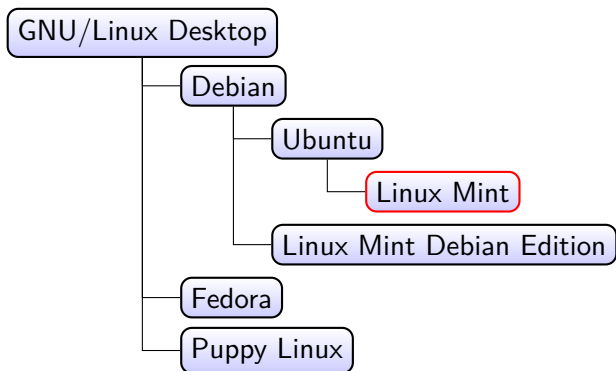 GNU/Linux Desktop
Debian
Ubuntu
Linux Mint
Linux Mint Debian Edition
Fedora
Puppy Linux